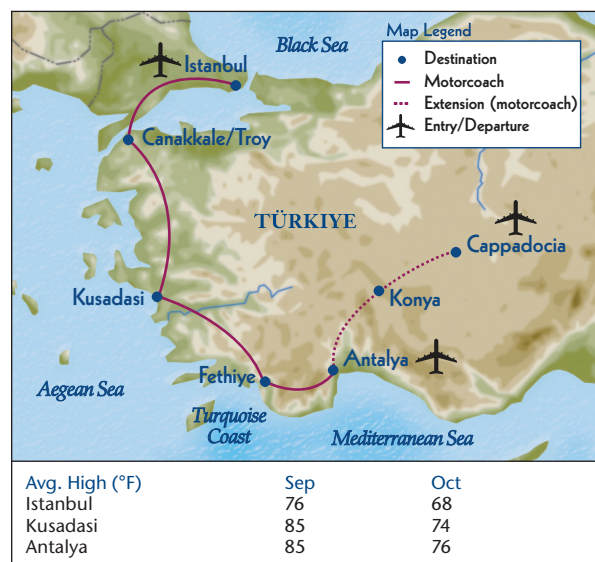 Black Sea
Map Legend
Destination
Motorcoach
Extension (motorcoach)
Entry/Departure
Istanbul
Canakkale/Troy
TÜRKIYE
Cappadocia
Kusadasi
Konya
Antalya
Fethiye
Aegean Sea
Turquoise
Coast
Mediterranean Sea
Avg. High (°F) Sep Oct
Istanbul 76 68
Kusadasi 85 74
Antalya 85 76